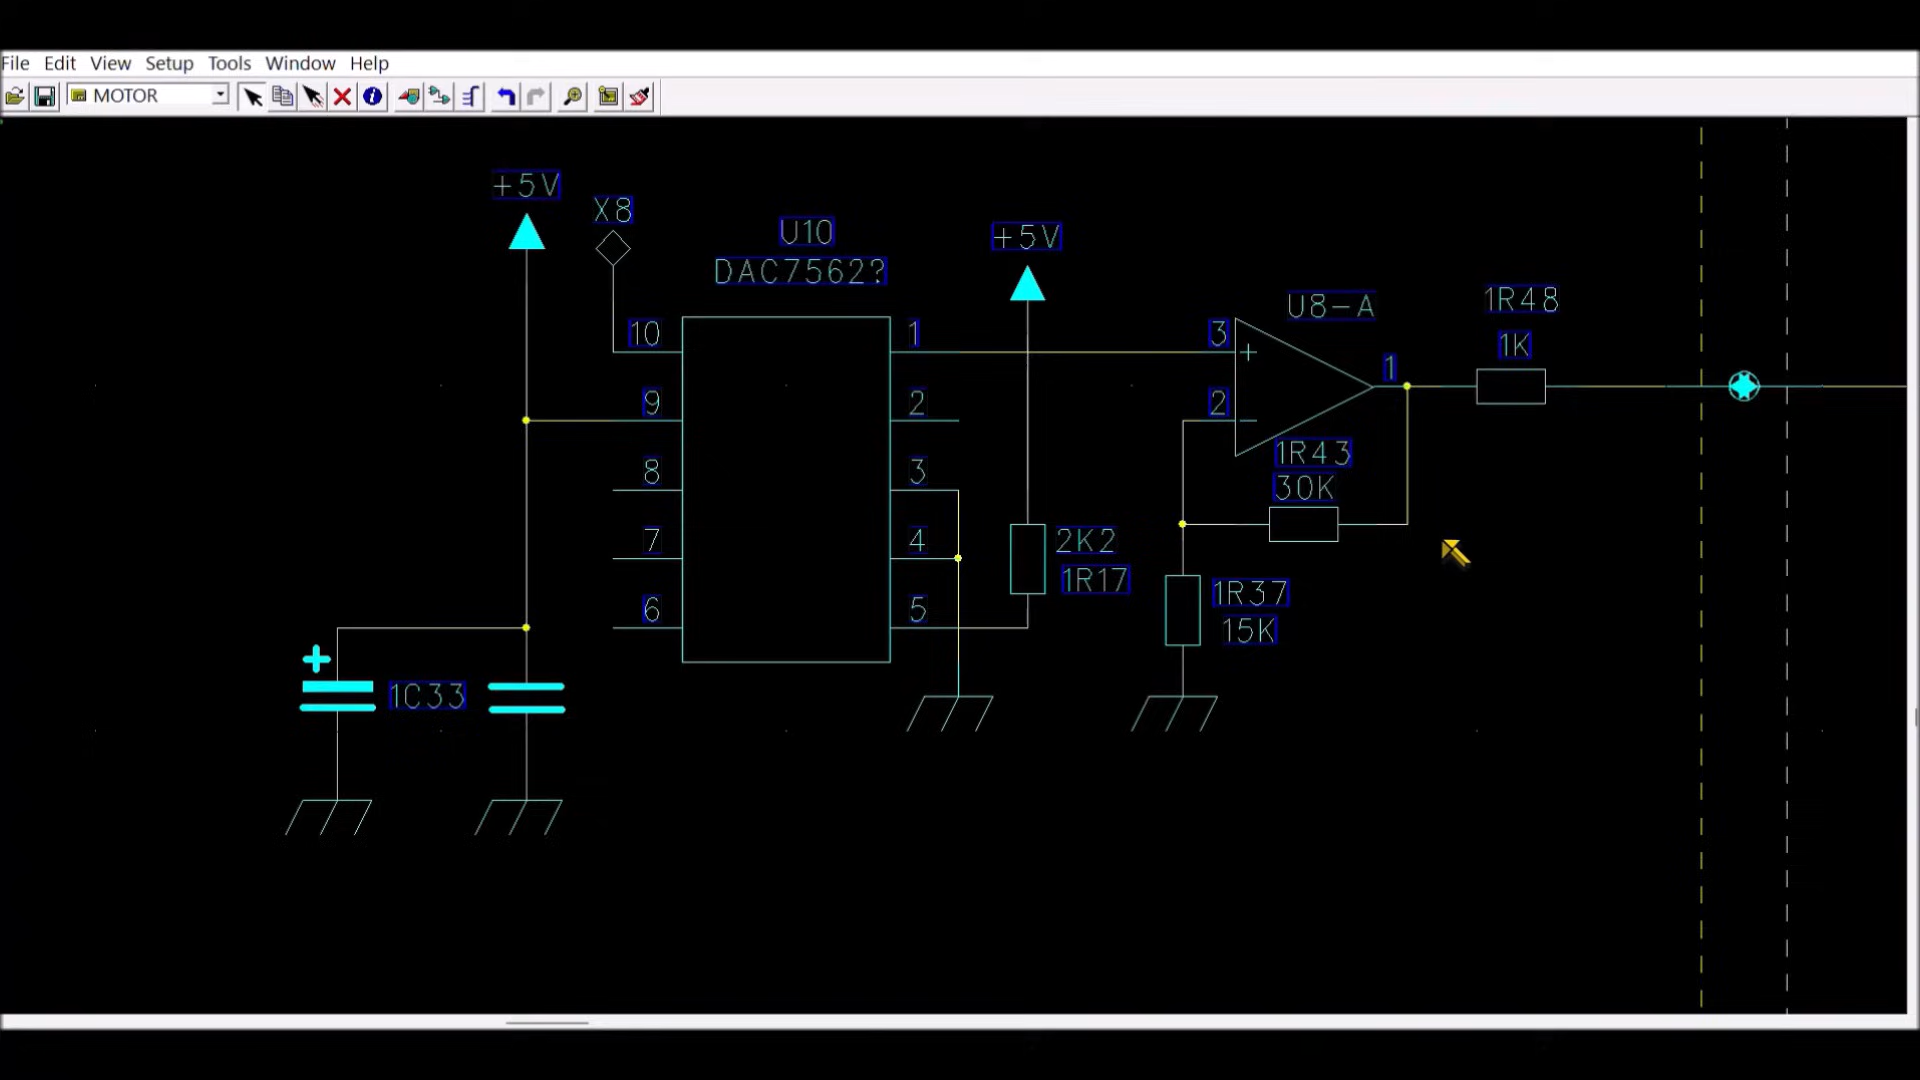 File Edit View Setup Tools Window Help
MOTOR
+5V
X8
U10
DAC7562?
+5V
U8-A
1R48
1K
10
9
8
7
6
1
2
3
4
5
3
+
2
1
1R43
30K
2K2
1R17
1R37
15K
+
1C33